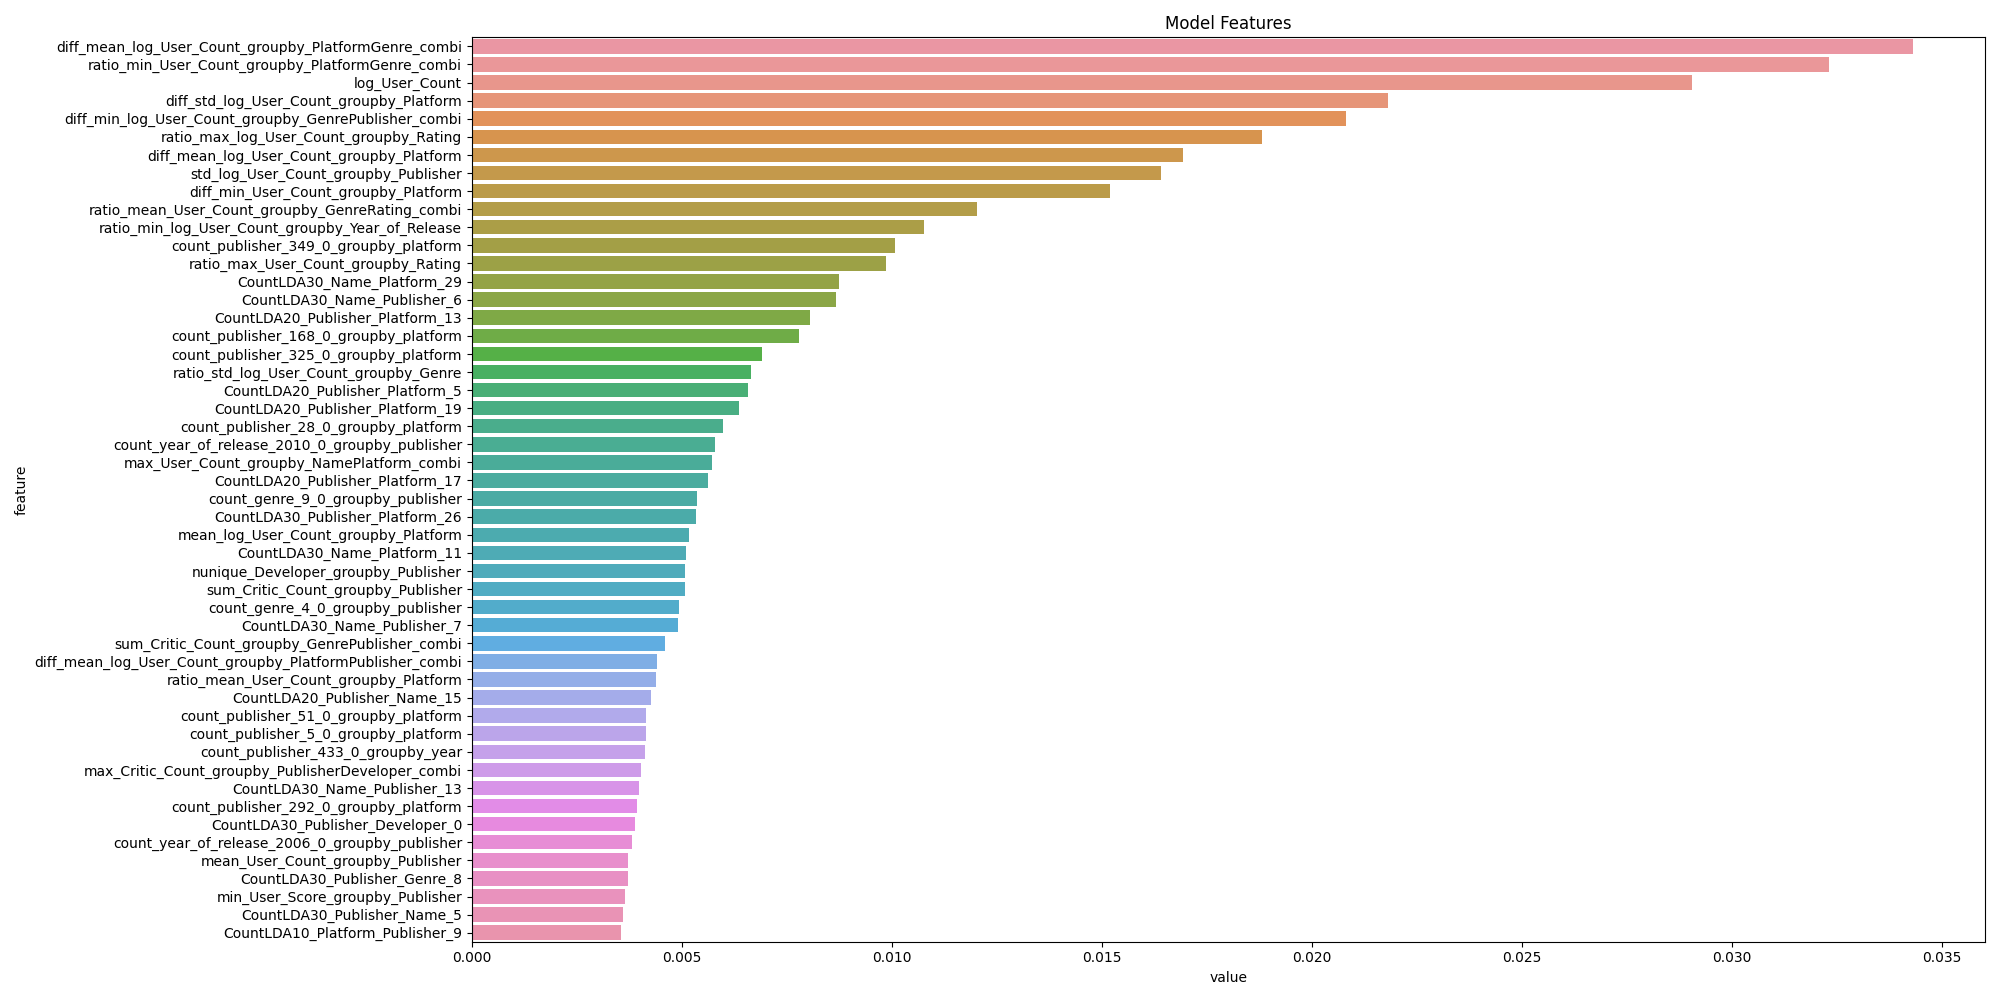 Model Features
diff_mean_log_User_Count_groupby_PlatformGenre_combi
ratio_min_User_Count_groupby_PlatformGenre_combi
log_User_Count
diff_std_log_User_Count_groupby_Platform
diff_min_log_User_Count_groupby_GenrePublisher_combi
ratio_max_log_User_Count_groupby_Rating
diff_mean_log_User_Count_groupby_Platform
std_log_User_Count_groupby_Publisher
diff_min_User_Count_groupby_Platform
ratio_mean_User_Count_groupby_GenreRating_combi
ratio_min_log_User_Count_groupby_Year_of_Release
count_publisher_349_0_groupby_platform
ratio_max_User_Count_groupby_Rating
CountLDA30_Name_Platform_29
CountLDA30_Name_Publisher_6
CountLDA20_Publisher_Platform_13
count_publisher_168_0_groupby_platform
count_publisher_325_0_groupby_platform
ratio_std_log_User_Count_groupby_Genre
CountLDA20_Publisher_Platform_5
CountLDA20_Publisher_Platform_19
count_publisher_28_0_groupby_platform
count_year_of_release_2010_0_groupby_publisher
max_User_Count_groupby_NamePlatform_combi
CountLDA20_Publisher_Platform_17
count_genre_9_0_groupby_publisher
CountLDA30_Publisher_Platform_26
mean_log_User_Count_groupby_Platform
CountLDA30_Name_Platform_11
nunique_Developer_groupby_Publisher
sum_Critic_Count_groupby_Publisher
count_genre_4_0_groupby_publisher
CountLDA30_Name_Publisher_7
sum_Critic_Count_groupby_GenrePublisher_combi
diff_mean_log_User_Count_groupby_PlatformPublisher_combi
ratio_mean_User_Count_groupby_Platform
CountLDA20_Publisher_Name_15
count_publisher_51_0_groupby_platform
count_publisher_5_0_groupby_platform
count_publisher_433_0_groupby_year
max_Critic_Count_groupby_PublisherDeveloper_combi
CountLDA30_Name_Publisher_13
count_publisher_292_0_groupby_platform
CountLDA30_Publisher_Developer_0
count_year_of_release_2006_0_groupby_publisher
mean_User_Count_groupby_Publisher
CountLDA30_Publisher_Genre_8
min_User_Score_groupby_Publisher
CountLDA30_Publisher_Name_5
CountLDA10_Platform_Publisher_9
feature
0.000 0.005 0.010 0.015 0.020 0.025 0.030 0.035
value